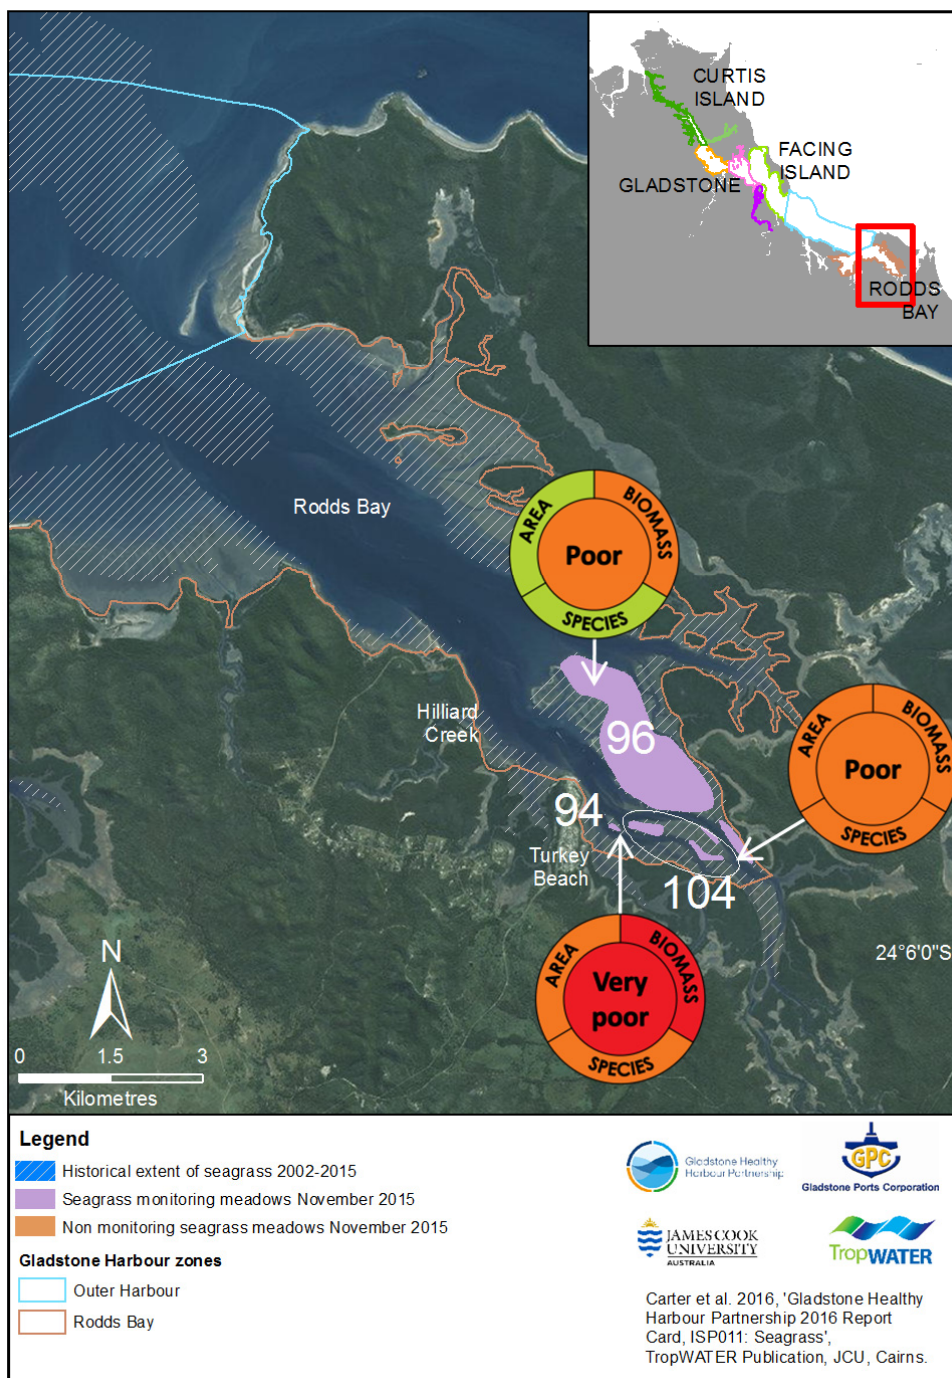 CURTIS
ISLAND
FACING
ISLAND
GLADSTONE
RODDS
BAY
Rodds Bay
AREA
BIOMASS
Poor
SPECIES
Hilliard
Creek
96
AREA
BIOMASS
Poor
SPECIES
94
Turkey
Beach
104
AREA
BIOMASS
Very
poor
SPECIES
24°6'0"S
N
0 1.5 3
Kilometres
Legend
Historical extent of seagrass 2002-2015
Seagrass monitoring meadows November 2015
Non monitoring seagrass meadows November 2015
Gladstone Harbour zones
Outer Harbour
Rodds Bay
Gladstone Healthy
Harbour Partnership
GPC
Gladstone Ports Corporation
JAMES COOK
UNIVERSITY
AUSTRALIA
TropWATER
Carter et al. 2016, 'Gladstone Healthy
Harbour Partnership 2016 Report
Card, ISP011: Seagrass',
TropWATER Publication, JCU, Cairns.